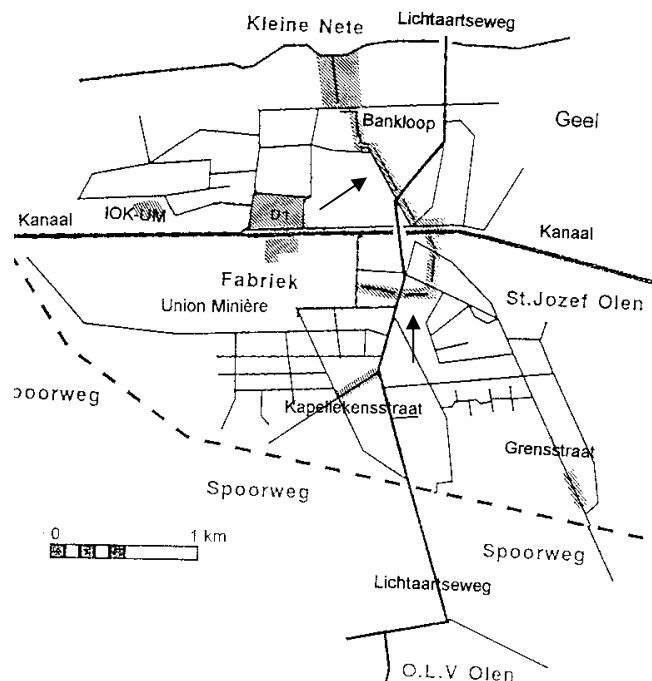 Kleine Nete
Lichtaartseweg
Bankloop
Geel
IOK-UM
D1
Kanaal
Kanaal
Fabriek
Union Minière
St.Jozef Olen
poorweg
Kapellekensstraat
Grensstraat
Spoorweg
0 1 km
Spoorweg
Lichtaartseweg
O.L.V Olen